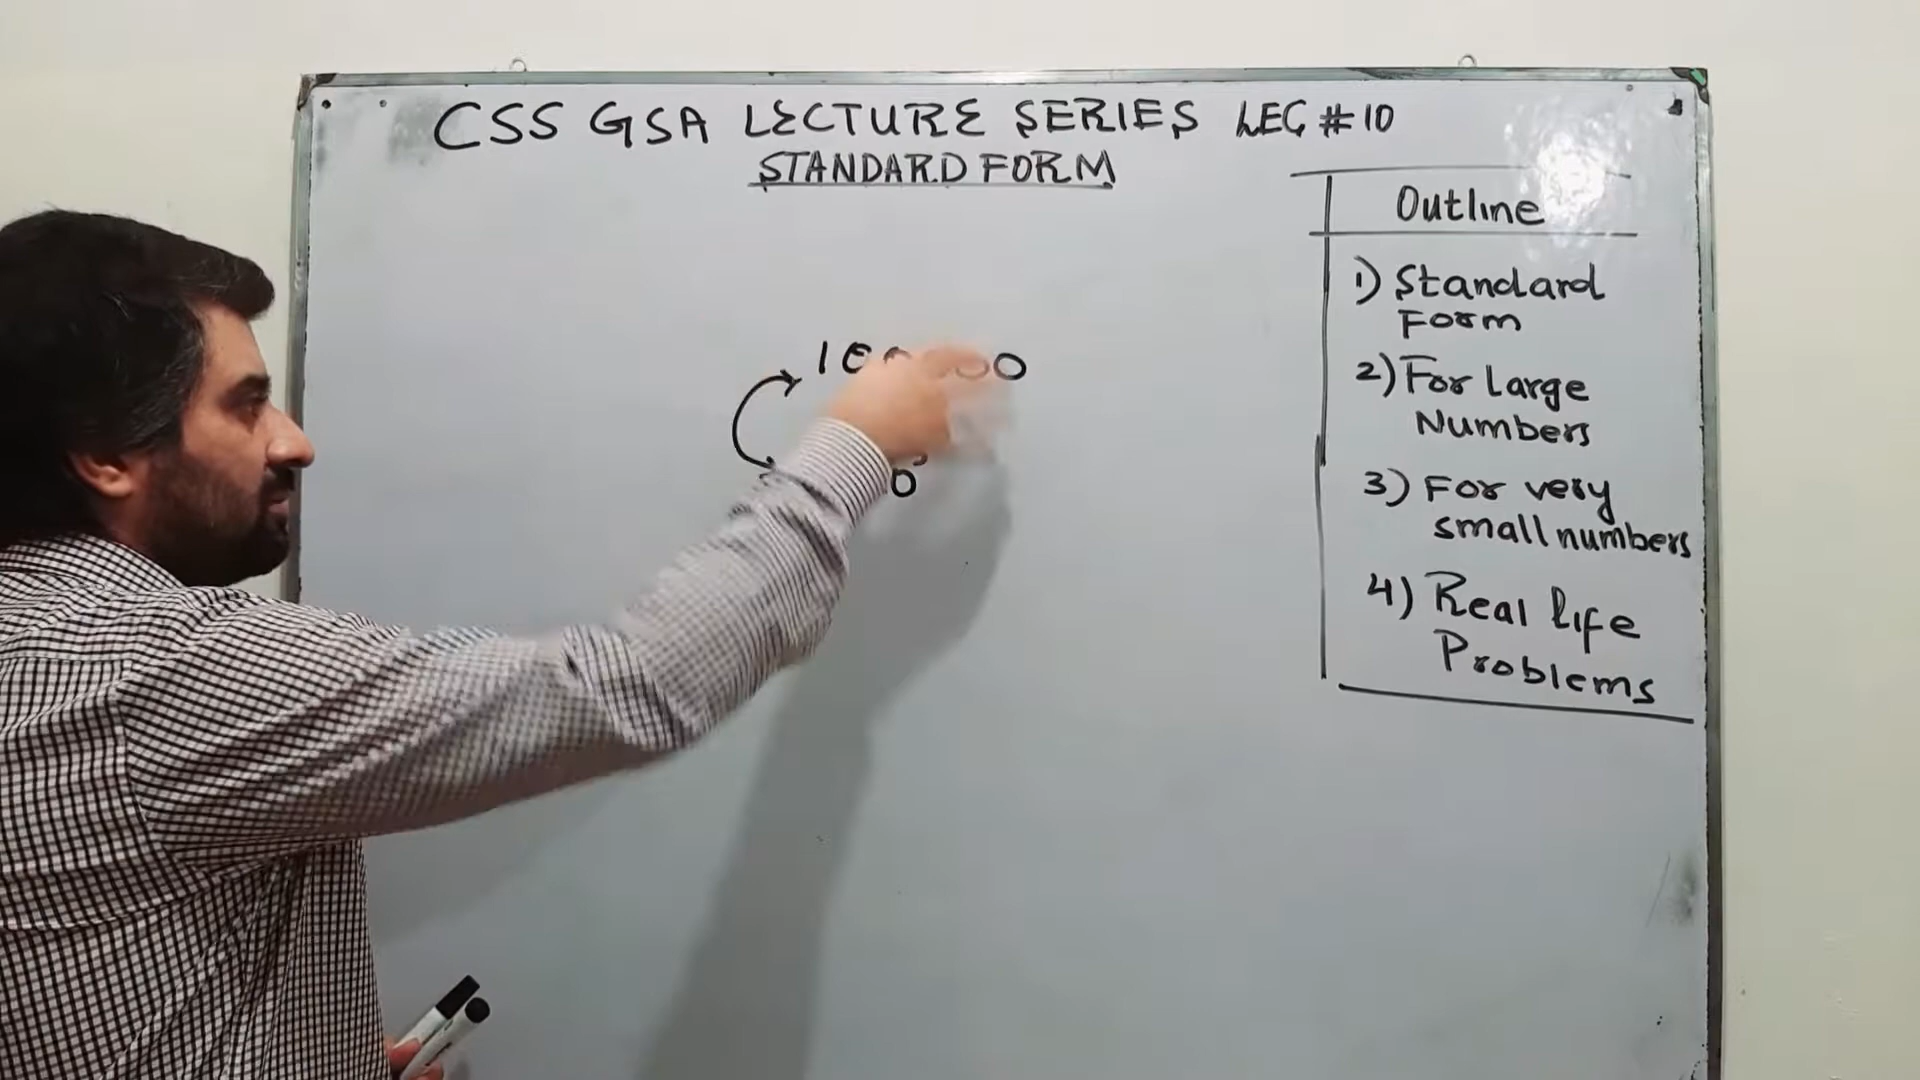 CSS GSA LECTURE SERIES LEC #10
STANDARD FORM
Outline
1) Standard
Form
2) For Large
Numbers
3) For very
small numbers
4) Real life
Problems